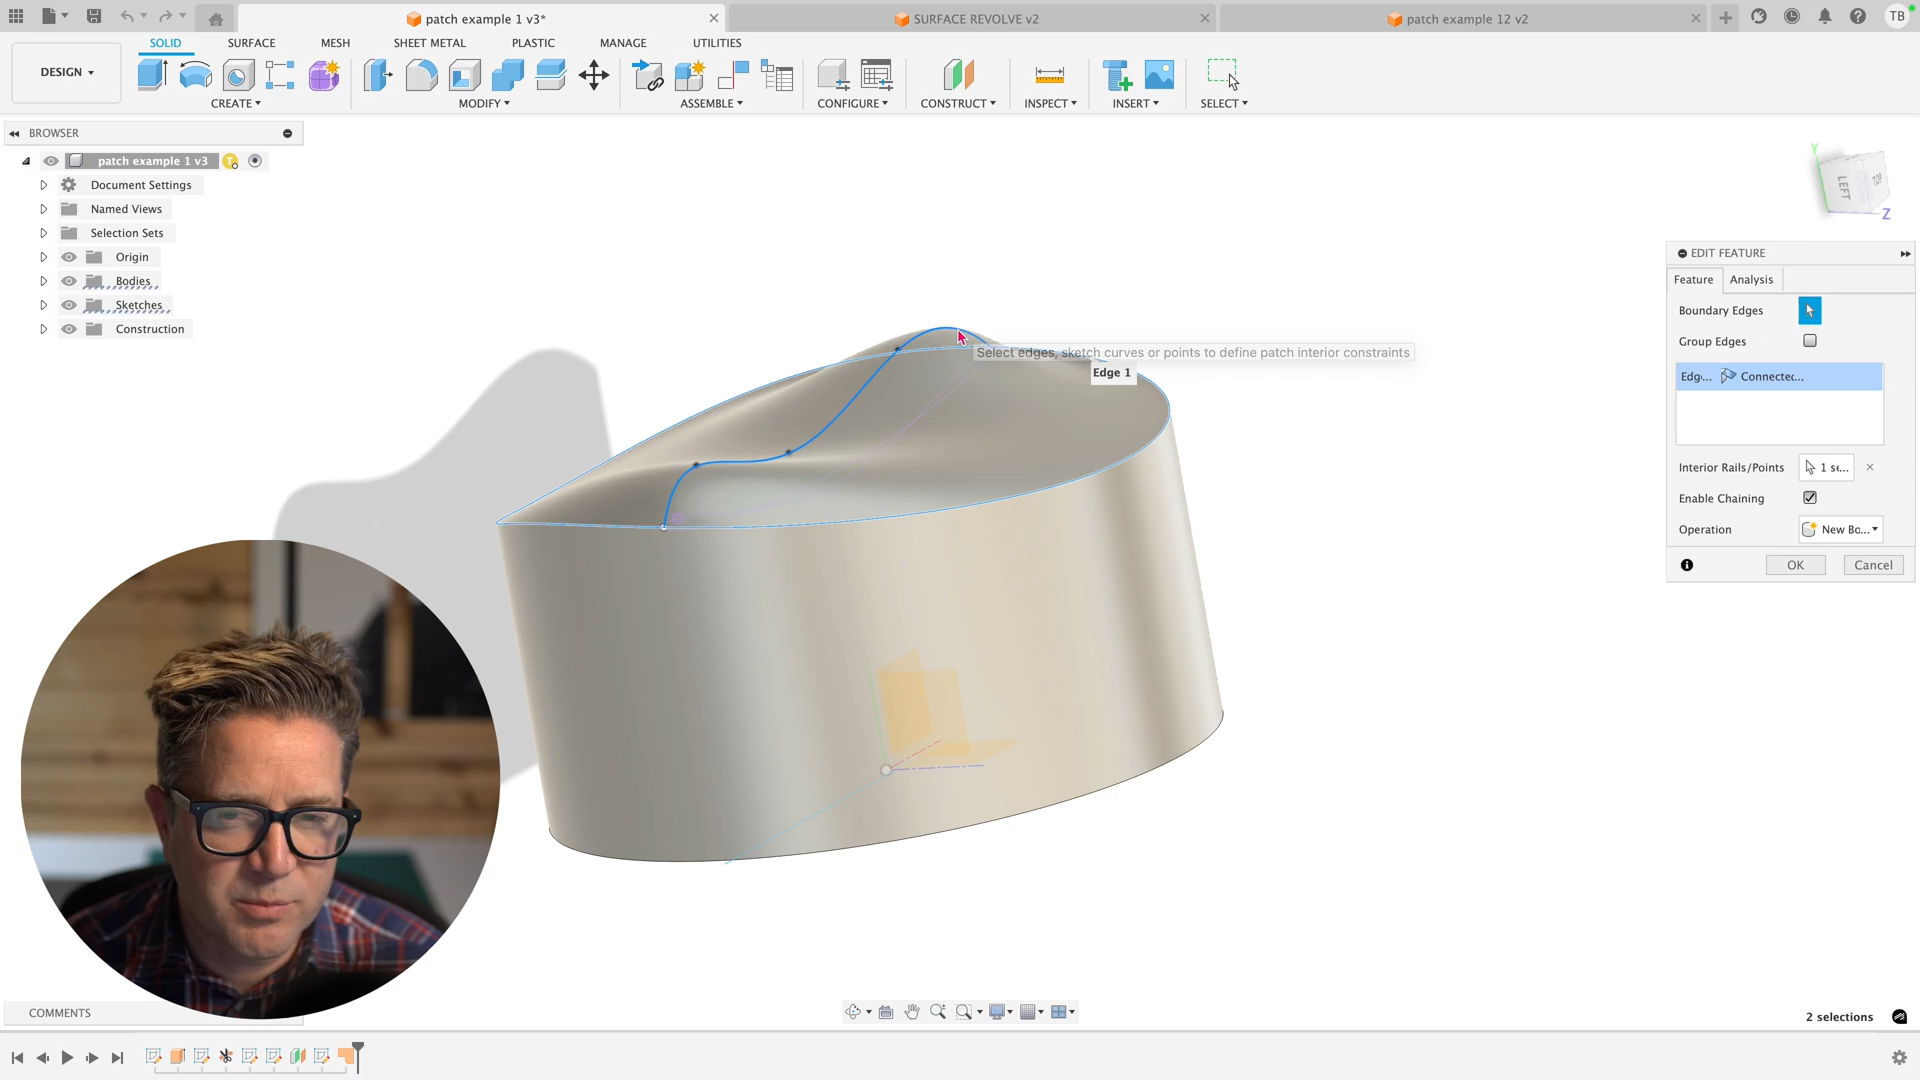 patch example 1 v3*
SURFACE REVOLVE v2
patch example 12 v2
TB
SOLID
SURFACE
MESH
SHEET METAL
PLASTIC
MANAGE
UTILITIES
DESIGN
CREATE
MODIFY
ASSEMBLE
CONFIGURE
CONSTRUCT
INSPECT
INSERT
SELECT
BROWSER
patch example 1 v3
Document Settings
Named Views
Selection Sets
Origin
Bodies
Sketches
Construction
Y
LEFT
TOP
Z
EDIT FEATURE
Feature
Analysis
Boundary Edges
Group Edges
Edg... Connectec...
Interior Rails/Points
1 se...
Enable Chaining
Operation
New Bo...
OK
Cancel
Select edges, sketch curves or points to define patch interior constraints
Edge 1
COMMENTS
2 selections